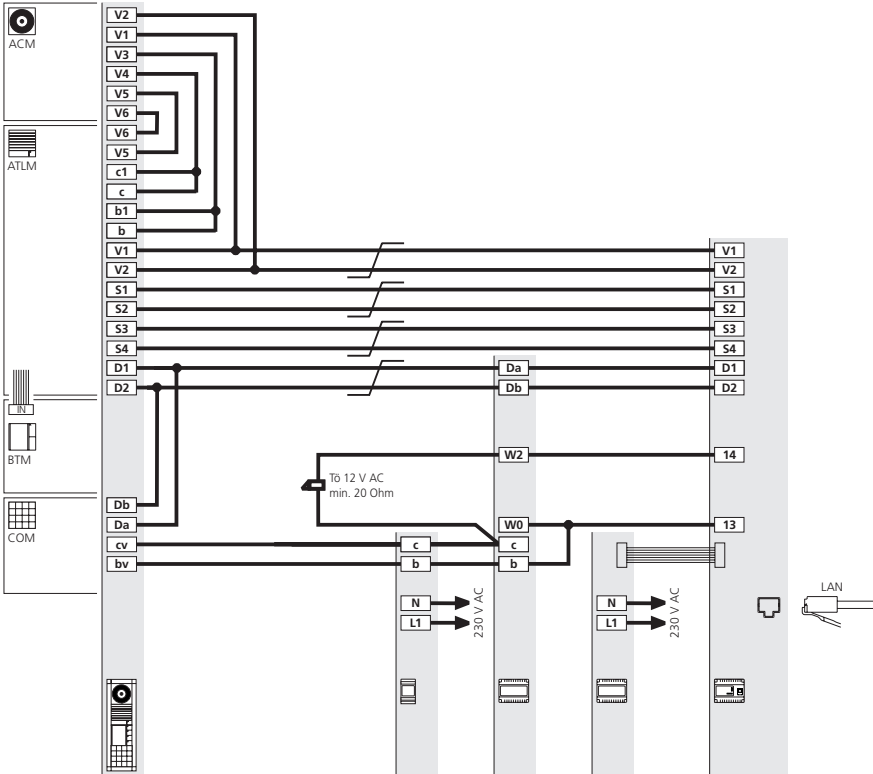 ACM
ATLM
IN
BTM
COM
V2
V1
V3
V4
V5
V6
V6
V5
c1
c
b1
b
V1
V2
S1
S2
S3
S4
D1
D2
Db
Da
cv
bv
Tö 12 V AC
min. 20 Ohm
c
b
N
L1
230 V AC
Da
Db
W2
W0
c
b
N
L1
230 V AC
V1
V2
S1
S2
S3
S4
D1
D2
14
13
LAN